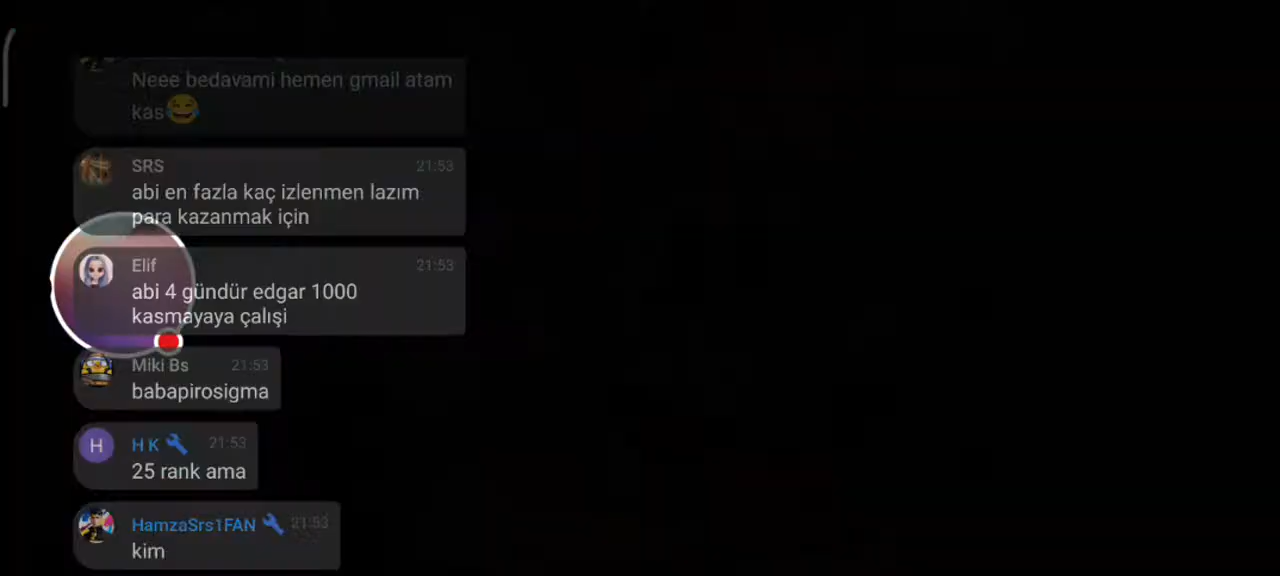 Neee bedavami hemen gmail atam
kas😂
SRS 21:53
abi en fazla kaç izlenmen lazım
para kazanmak için
Elif 21:53
abi 4 gündür edgar 1000
kasmayaya çalışi
Miki Bs 21:53
babapirosigma
H
H K 21:53
25 rank ama
HamzaSrs1FAN 21:53
kim